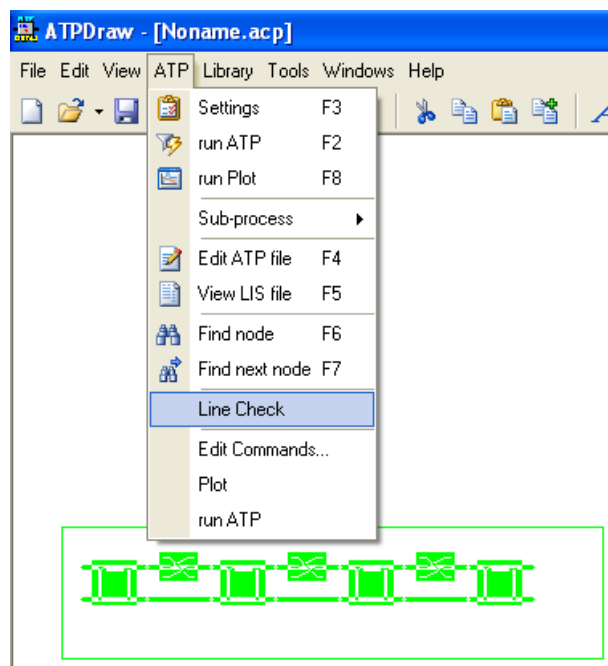 ATPDraw - [Noname.acp]
File Edit View ATP Library Tools Windows Help
Settings F3
run ATP F2
run Plot F8
Sub-process
Edit ATP file F4
View LIS file F5
Find node F6
Find next node F7
Line Check
Edit Commands...
Plot
run ATP